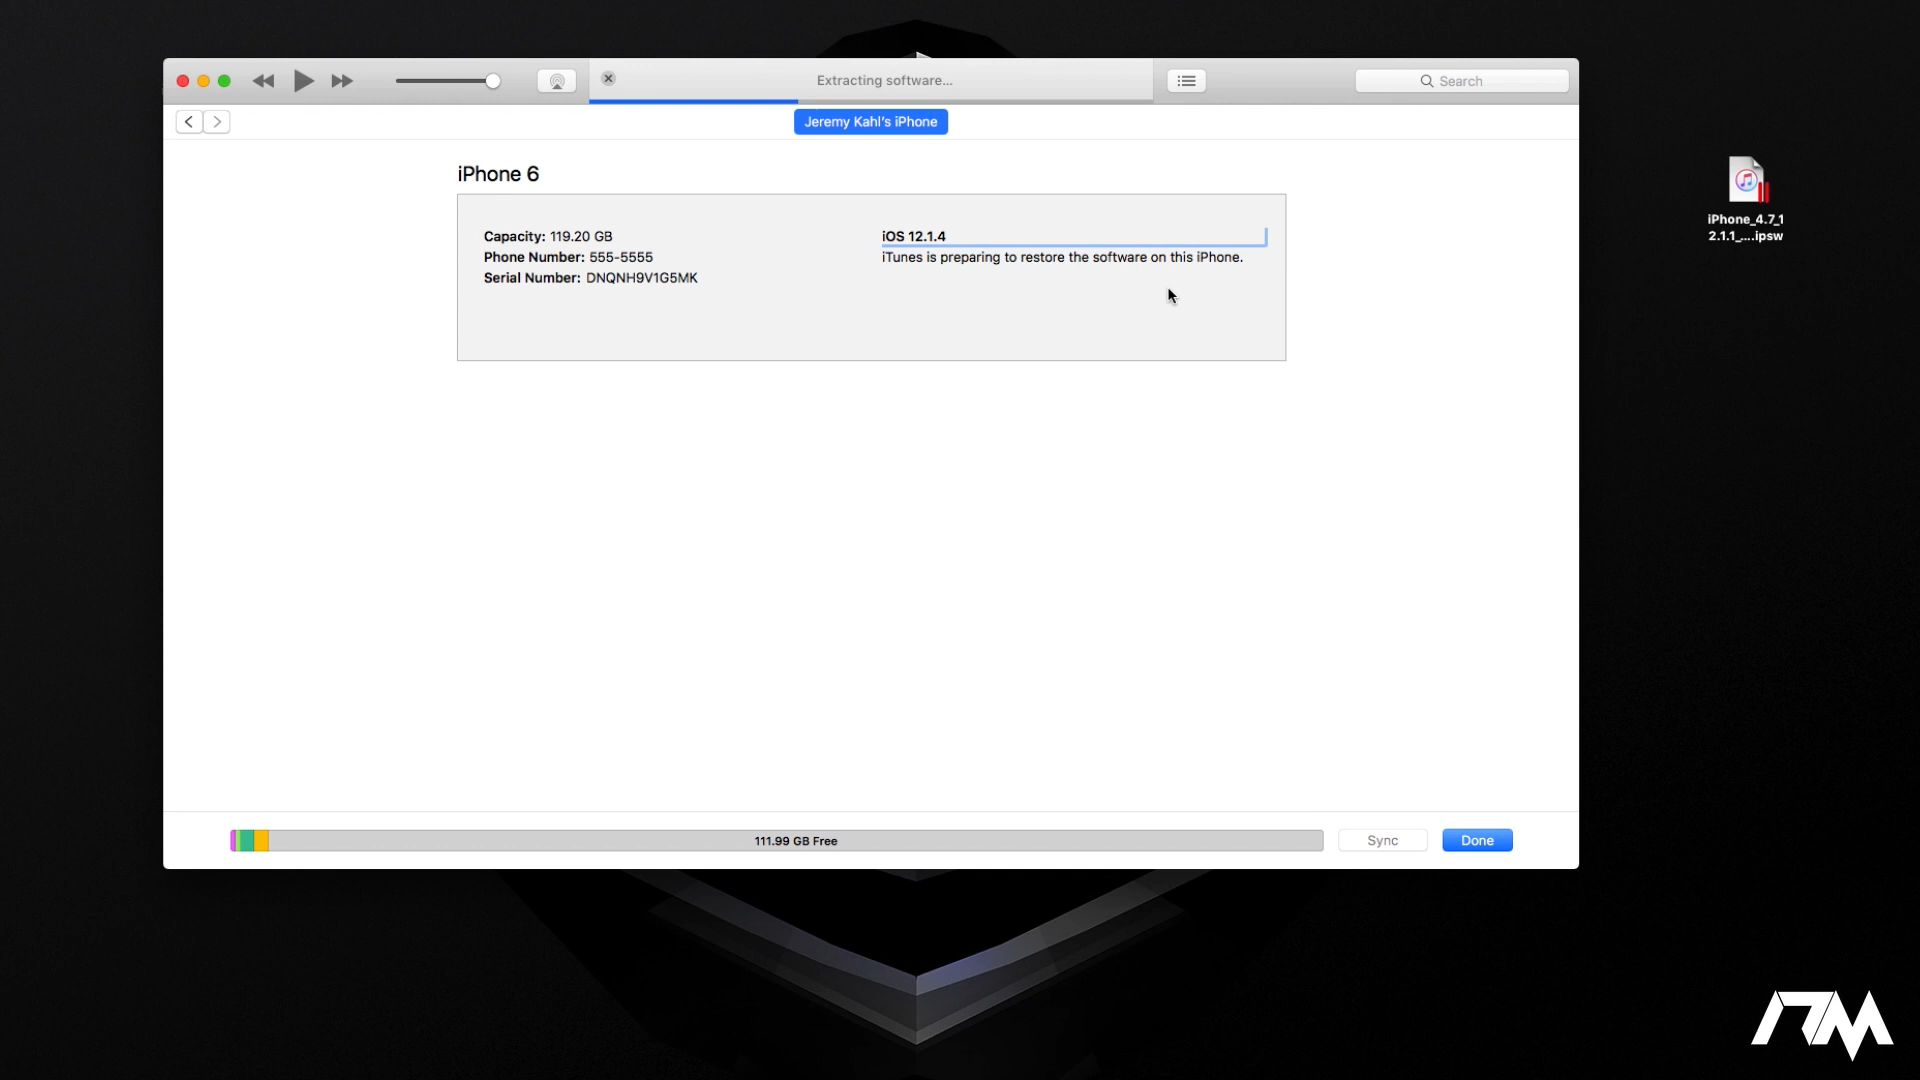 Extracting software...
Search
Jeremy Kahl's iPhone
iPhone 6
Capacity: 119.20 GB
Phone Number: 555-5555
Serial Number: DNQNH9V1G5MK
iOS 12.1.4
iTunes is preparing to restore the software on this iPhone.
iPhone_4.7_1
2.1.1_....ipsw
111.99 GB Free
Sync
Done